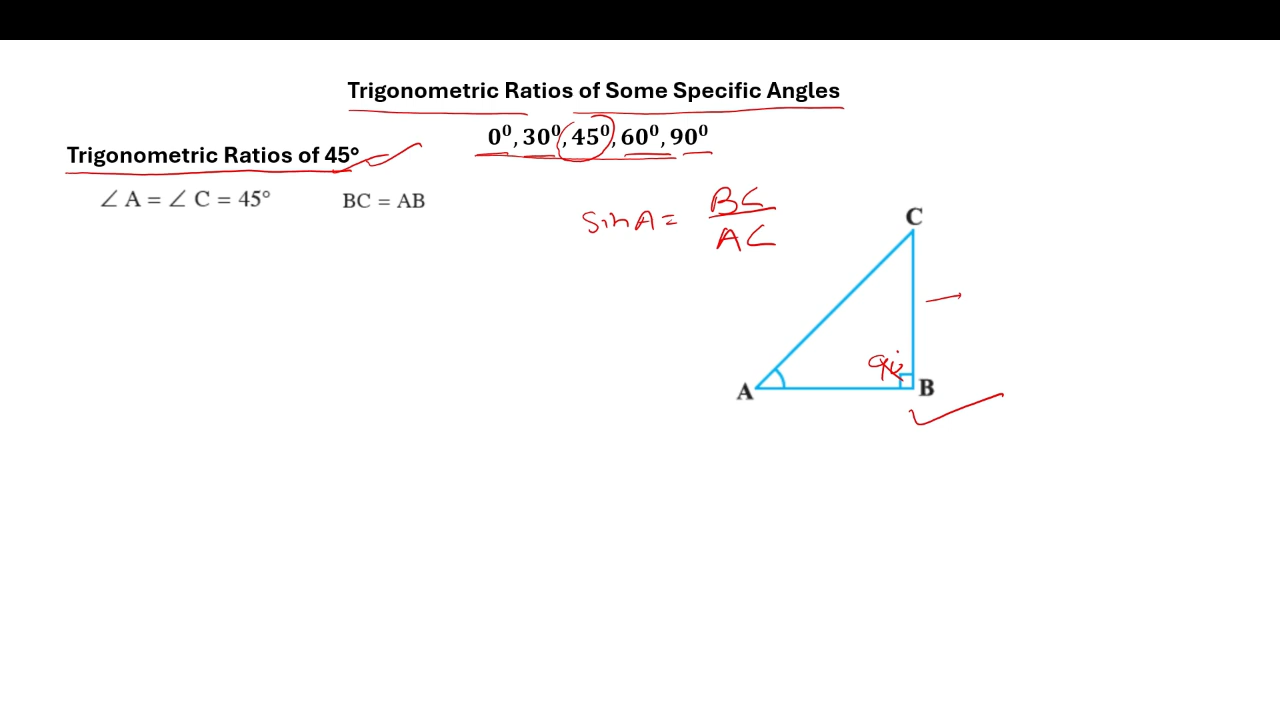 Trigonometric Ratios of Some Specific Angles
0⁰, 30⁰, 45⁰, 60⁰, 90⁰
Trigonometric Ratios of 45°
∠ A = ∠ C = 45° BC = AB
sin A = BC / AC
C
A
B